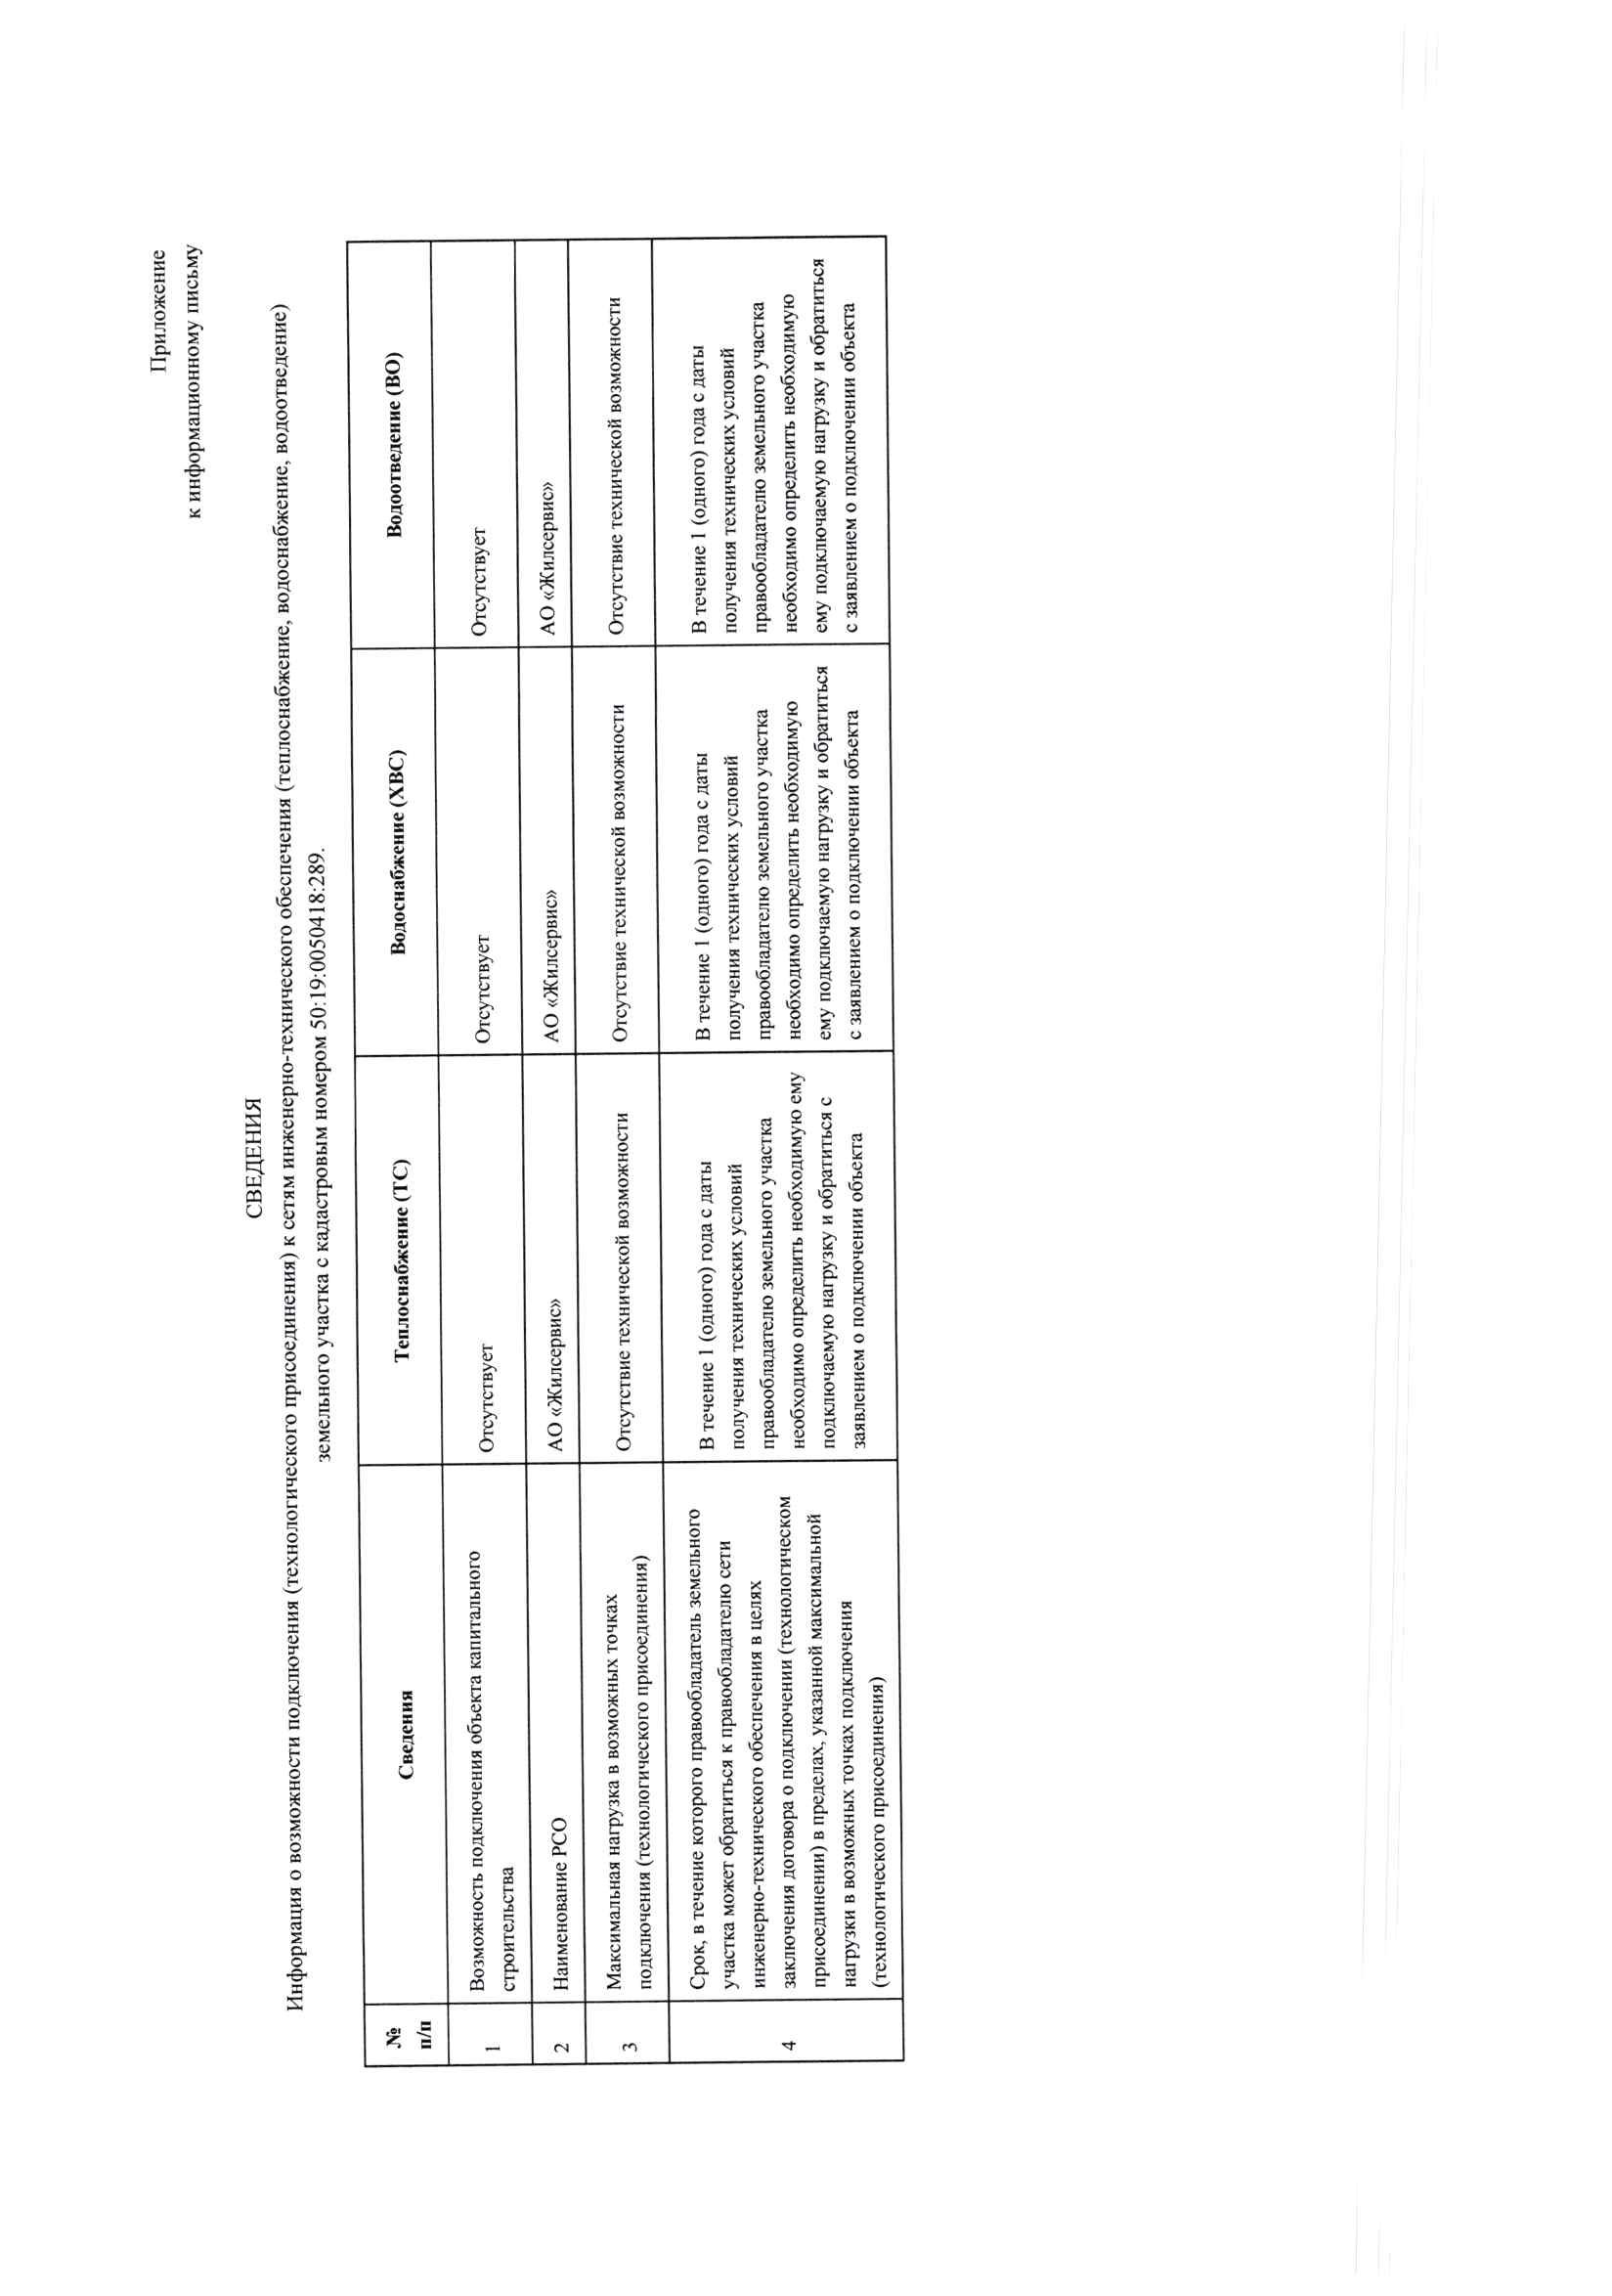 Приложение
к информационному письму
СВЕДЕНИЯ
Информация о возможности подключения (технологического присоединения) к сетям инженерно-технического обеспечения (теплоснабжение, водоснабжение, водоотведение)
земельного участка с кадастровым номером 50:19:0050418:289.
№
п/п
Сведения
Теплоснабжение (ТС)
Водоснабжение (ХВС)
Водоотведение (ВО)
1
Возможность подключения объекта капитального
строительства
Отсутствует
Отсутствует
Отсутствует
2
Наименование РСО
АО «Жилсервис»
АО «Жилсервис»
АО «Жилсервис»
3
Максимальная нагрузка в возможных точках
подключения (технологического присоединения)
Отсутствие технической возможности
Отсутствие технической возможности
Отсутствие технической возможности
4
Срок, в течение которого правообладатель земельного
участка может обратиться к правообладателю сети
инженерно-технического обеспечения в целях
заключения договора о подключении (технологическом
присоединении) в пределах, указанной максимальной
нагрузки в возможных точках подключения
(технологического присоединения)
В течение 1 (одного) года с даты
получения технических условий
правообладателю земельного участка
необходимо определить необходимую ему
подключаемую нагрузку и обратиться с
заявлением о подключении объекта
В течение 1 (одного) года с даты
получения технических условий
правообладателю земельного участка
необходимо определить необходимую
ему подключаемую нагрузку и обратиться
с заявлением о подключении объекта
В течение 1 (одного) года с даты
получения технических условий
правообладателю земельного участка
необходимо определить необходимую
ему подключаемую нагрузку и обратиться
с заявлением о подключении объекта